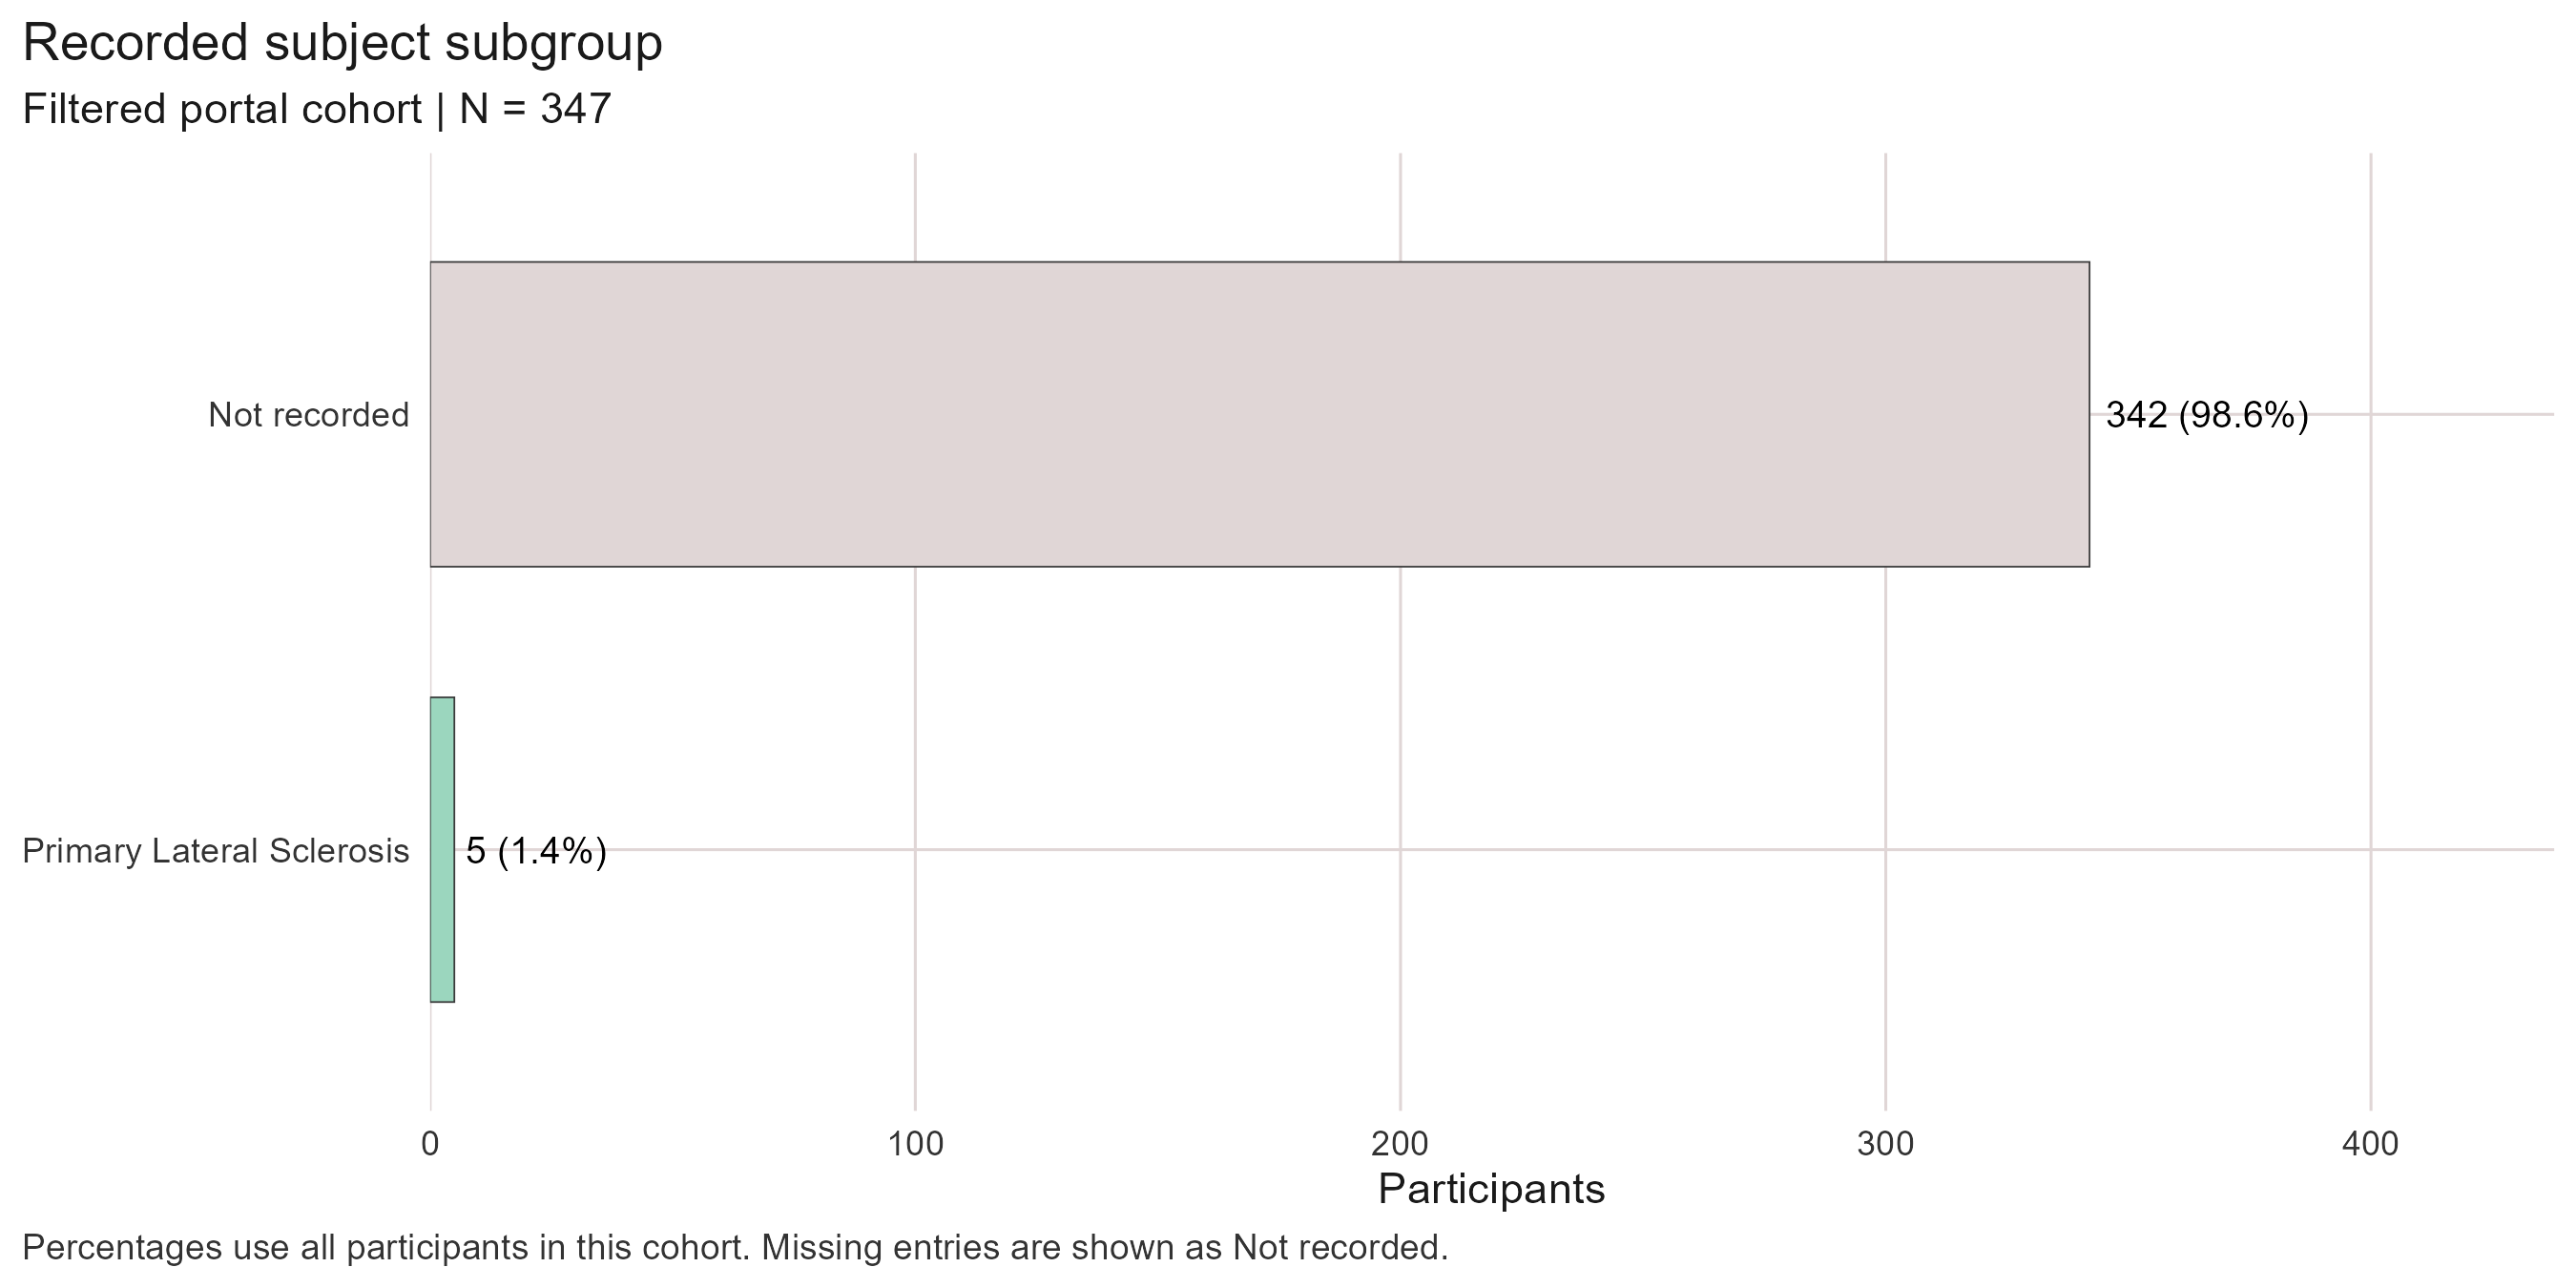 Recorded subject subgroup
Filtered portal cohort | N = 347
Not recorded
342 (98.6%)
Primary Lateral Sclerosis
5 (1.4%)
0
100
200
300
400
Participants
Percentages use all participants in this cohort. Missing entries are shown as Not recorded.